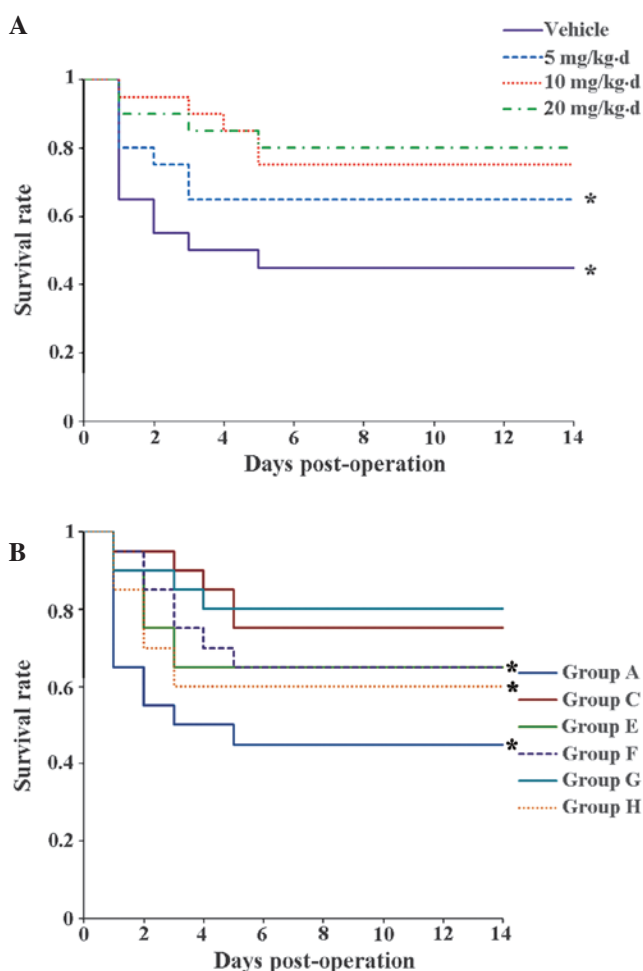 A
Vehicle
5 mg/kg·d
10 mg/kg·d
20 mg/kg·d
1
0.8
0.6
0.4
0.2
0
Survival rate
*
*
0 2 4 6 8 10 12 14
Days post-operation
B
1
0.8
0.6
0.4
0.2
0
Survival rate
*
*
*
Group A
Group C
Group E
Group F
Group G
Group H
0 2 4 6 8 10 12 14
Days post-operation